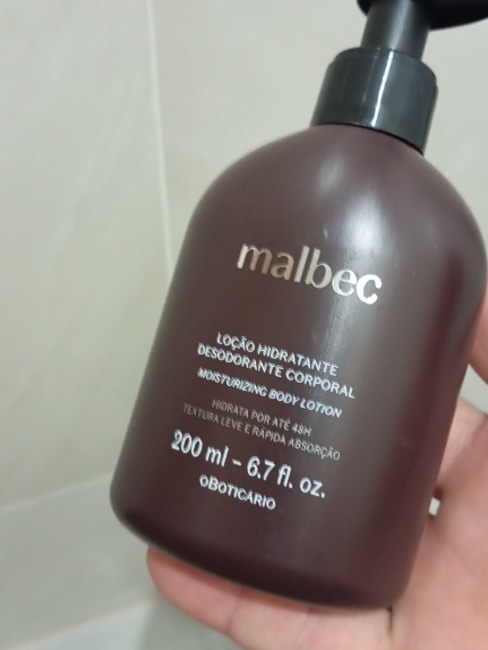 malbec
LOÇÃO HIDRATANTE
DESODORANTE CORPORAL
MOISTURIZING BODY LOTION
HIDRATA POR ATÉ 48H
TEXTURA LEVE E RÁPIDA ABSORÇÃO
200 ml - 6.7 fl. oz.
oBOTICÁRIO